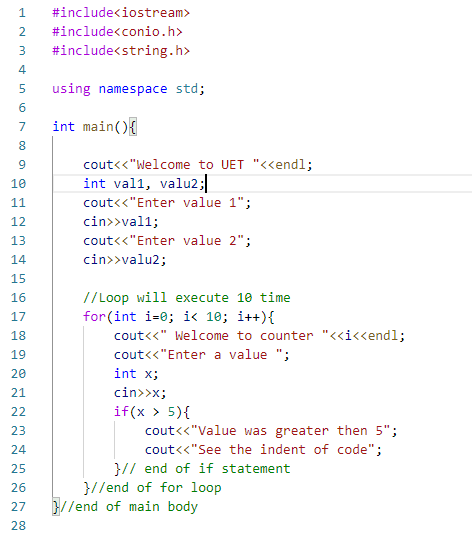 1 #include<iostream>
2 #include<conio.h>
3 #include<string.h>
4
5 using namespace std;
6
7 int main(){
8
9 cout<<"Welcome to UET "<<endl;
10 int val1, valu2;
11 cout<<"Enter value 1";
12 cin>>val1;
13 cout<<"Enter value 2";
14 cin>>valu2;
15
16 //Loop will execute 10 time
17 for(int i=0; i< 10; i++){
18 cout<<" Welcome to counter "<<i<<endl;
19 cout<<"Enter a value ";
20 int x;
21 cin>>x;
22 if(x > 5){
23 cout<<"Value was greater then 5";
24 cout<<"See the indent of code";
25 }// end of if statement
26 }//end of for loop
27 }//end of main body
28